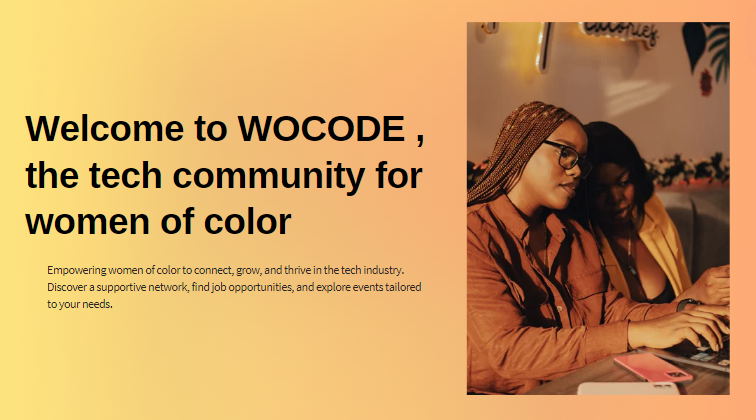 calories
Welcome to WOCODE ,
the tech community for
women of color
Empowering women of color to connect, grow, and thrive in the tech industry.
Discover a supportive network, find job opportunities, and explore events tailored
to your needs.